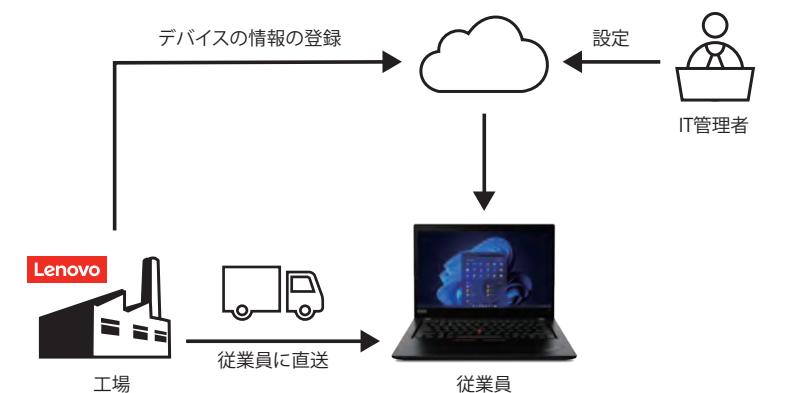 デバイスの情報の登録
設定
IT管理者
Lenovo
従業員に直送
工場
従業員